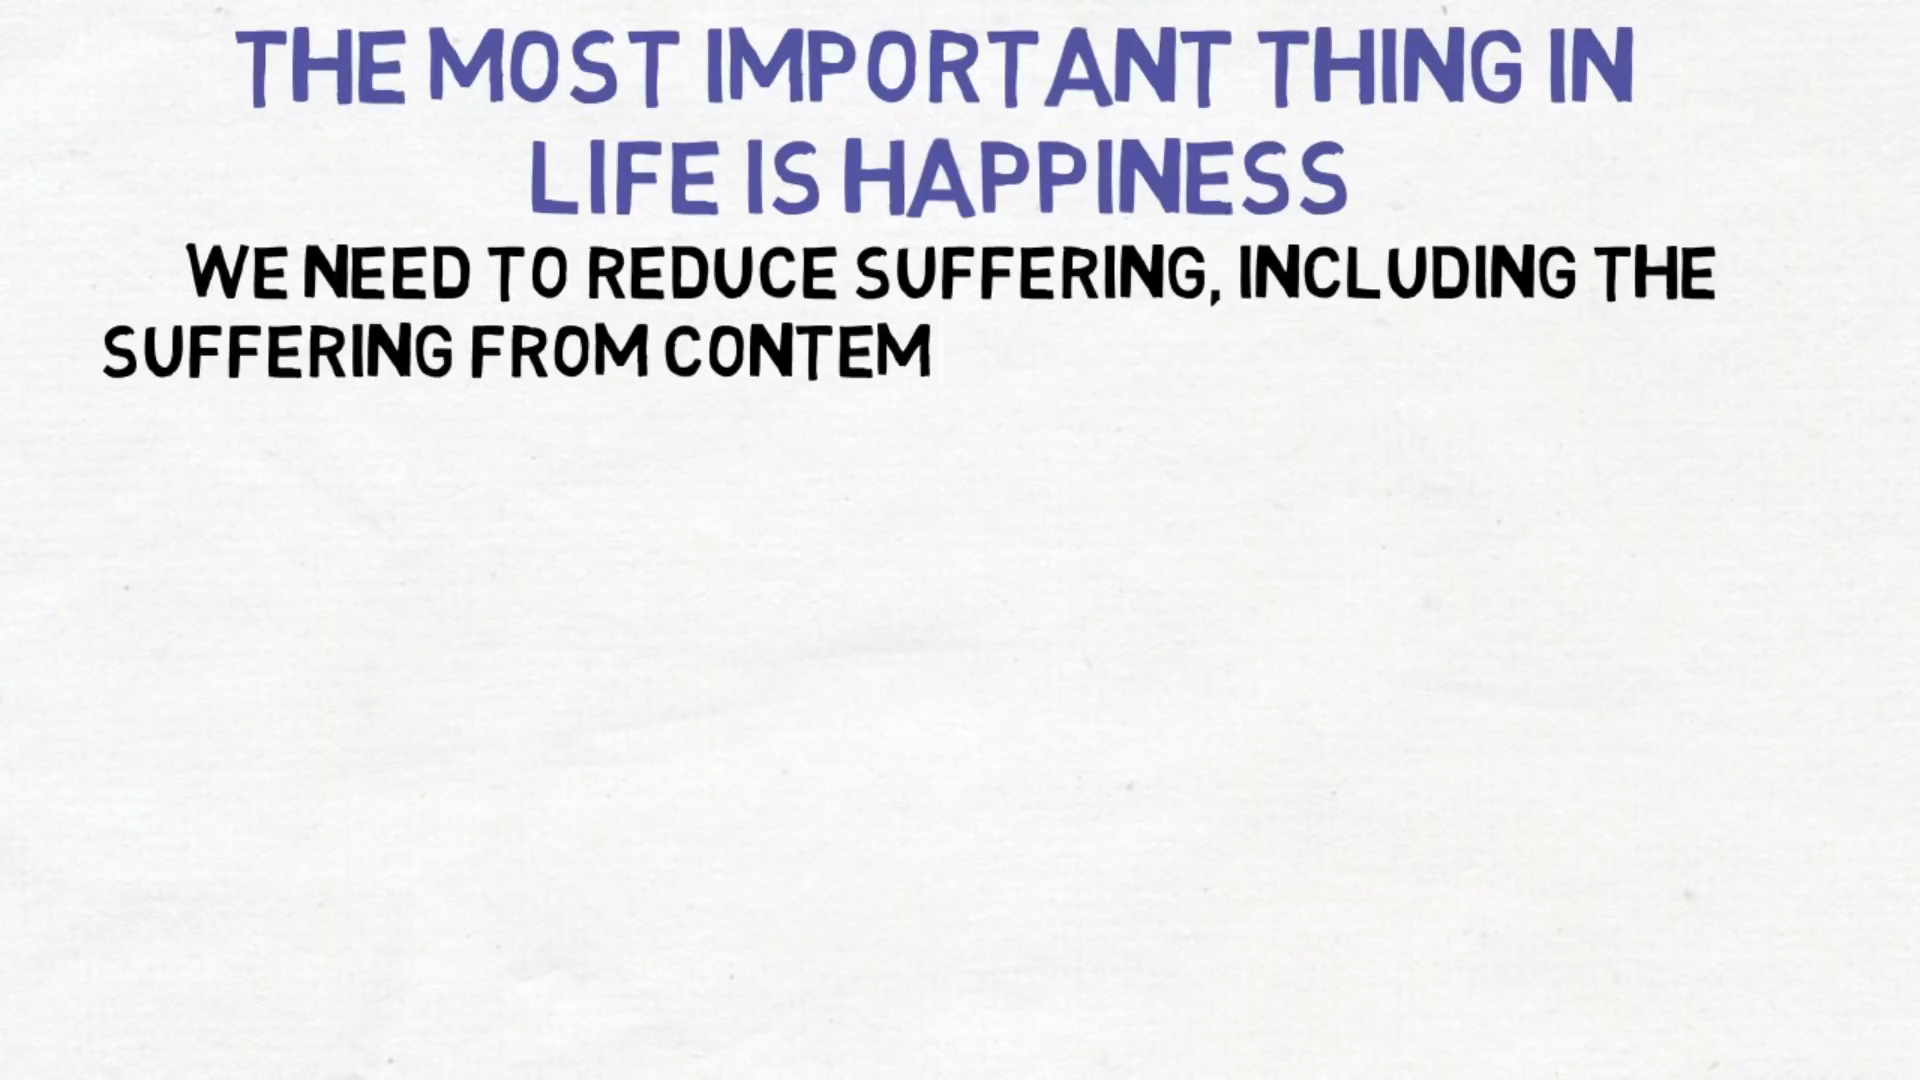 THE MOST IMPORTANT THING IN
LIFE IS HAPPINESS
WE NEED TO REDUCE SUFFERING, INCLUDING THE
SUFFERING FROM CONTEM